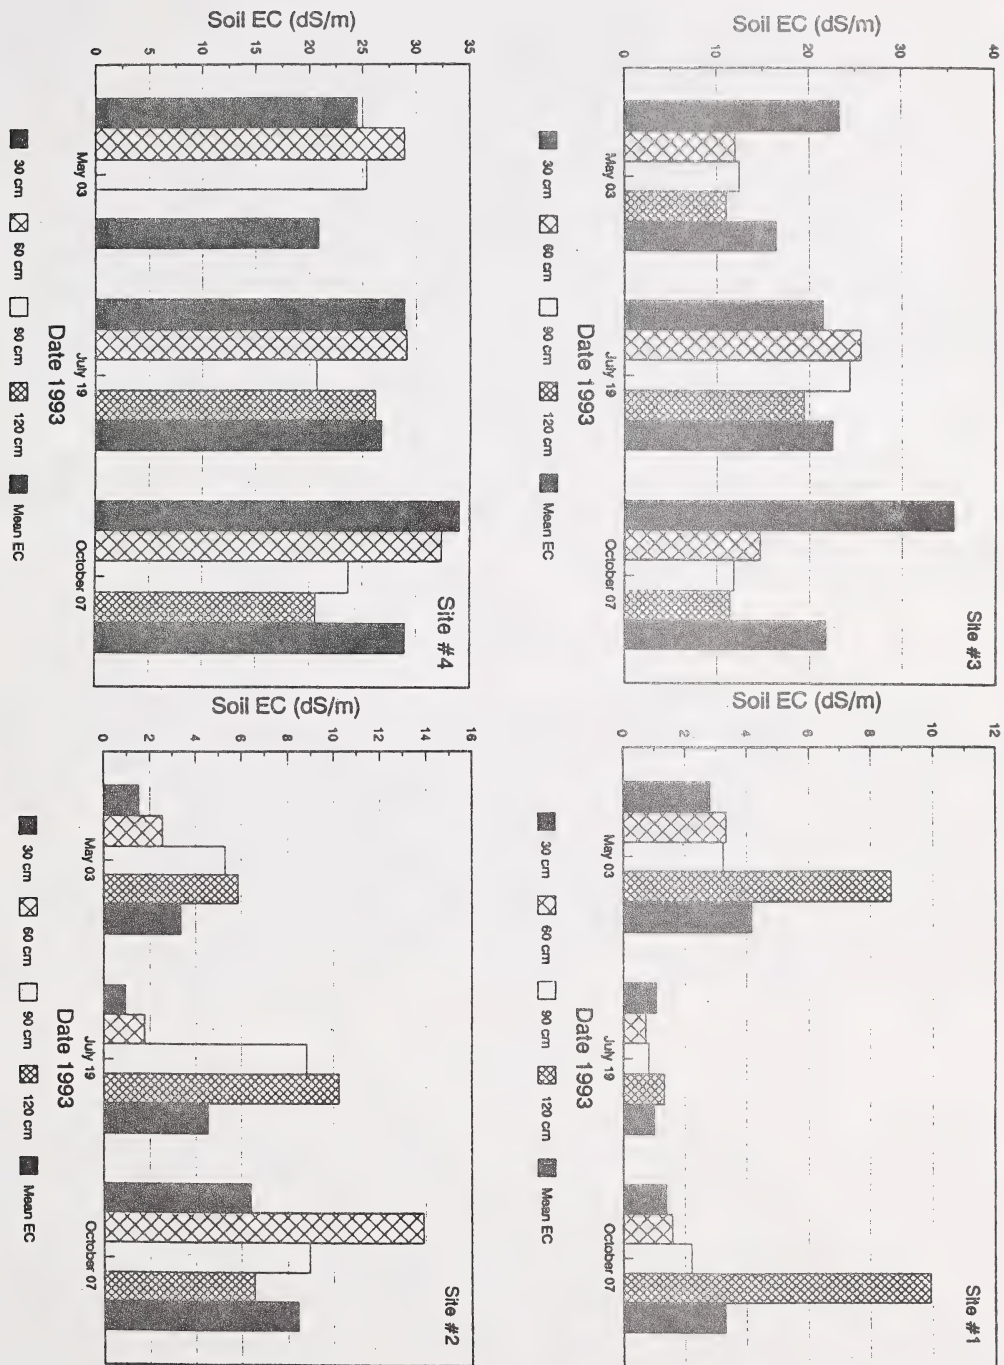 Site #3
Soil EC (dS/m)
40
30
20
10
0
May 03
July 19
October 07
Date 1993
30 cm 60 cm 90 cm 120 cm Mean EC
Site #1
Soil EC (dS/m)
12
10
8
6
4
2
0
May 03
July 19
October 07
Date 1993
30 cm 60 cm 90 cm 120 cm Mean EC
Site #4
Soil EC (dS/m)
35
30
25
20
15
10
5
0
May 03
July 19
October 07
Date 1993
30 cm 60 cm 90 cm 120 cm Mean EC
Site #2
Soil EC (dS/m)
16
14
12
10
8
6
4
2
0
May 03
July 19
October 07
Date 1993
30 cm 60 cm 90 cm 120 cm Mean EC